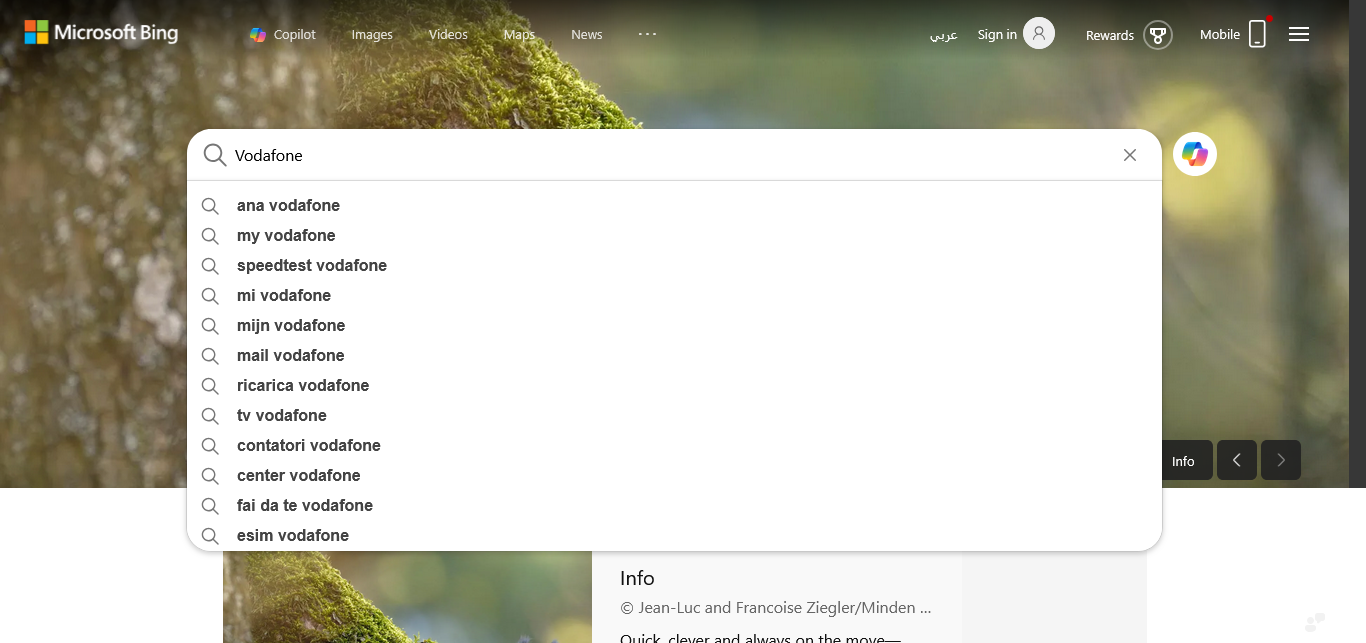 Microsoft Bing
Copilot
Images
Videos
Maps
News
...
عربي
Sign in
Rewards
Mobile
Vodafone
ana vodafone
my vodafone
speedtest vodafone
mi vodafone
mijn vodafone
mail vodafone
ricarica vodafone
tv vodafone
contatori vodafone
center vodafone
fai da te vodafone
esim vodafone
Info
Info
© Jean-Luc and Francoise Ziegler/Minden ...
Quick, clever and always on the move—